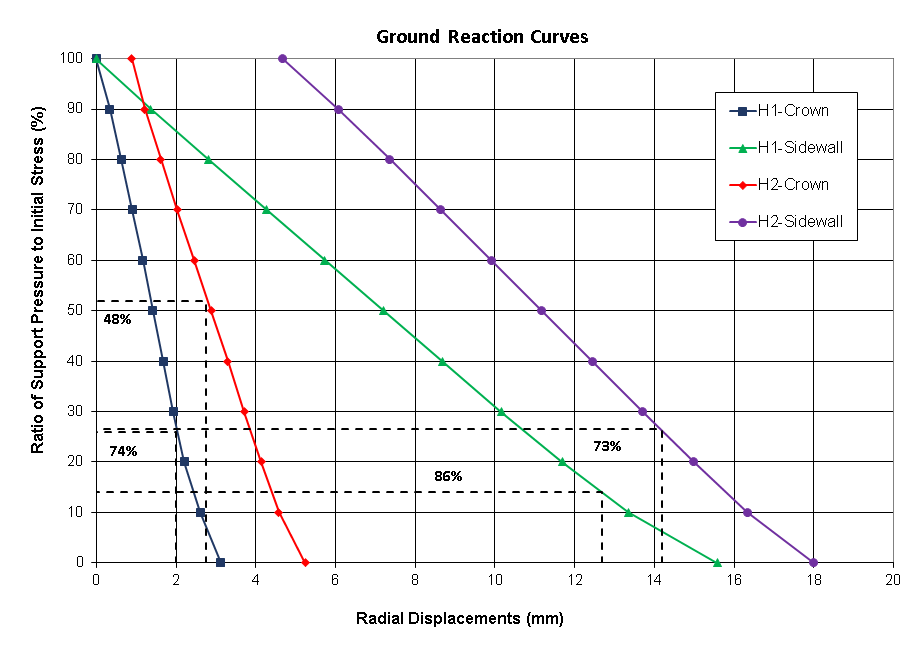 Ground Reaction Curves
Ratio of Support Pressure to Initial Stress (%)
100
90
80
70
60
50
40
30
20
10
0
H1-Crown
H1-Sidewall
H2-Crown
H2-Sidewall
48%
74%
73%
86%
0 2 4 6 8 10 12 14 16 18 20
Radial Displacements (mm)